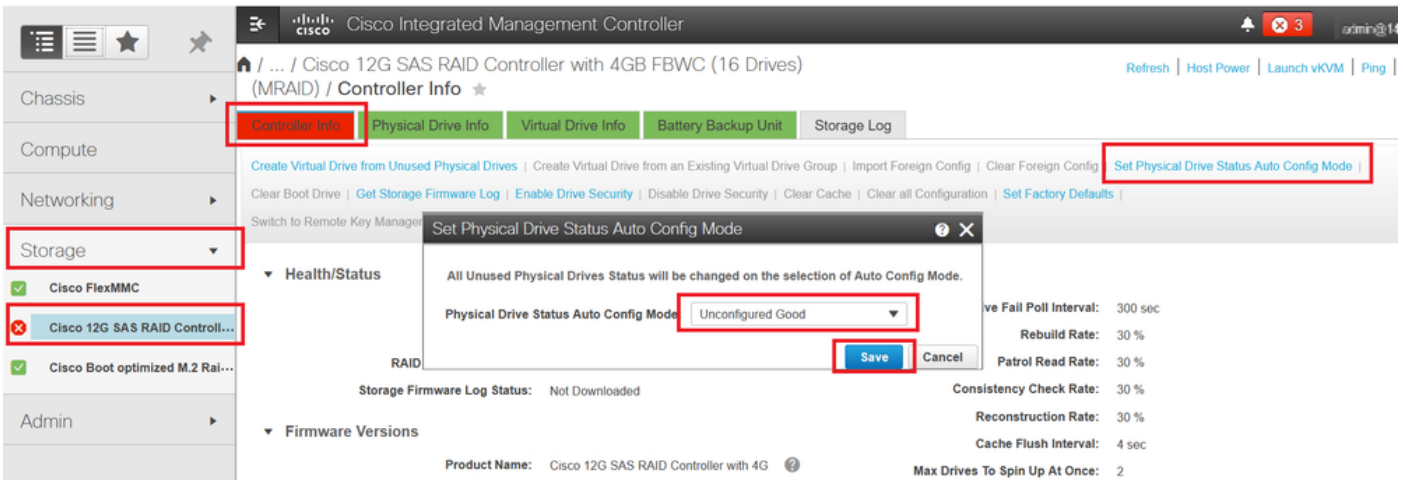 cisco Cisco Integrated Management Controller
3
/ ... / Cisco 12G SAS RAID Controller with 4GB FBWC (16 Drives)
(MRAID) / Controller Info
Refresh | Host Power | Launch vKVM | Ping |
Chassis
Compute
Networking
Storage
Cisco FlexMMC
Cisco 12G SAS RAID Controll...
Cisco Boot optimized M.2 Rai...
Admin
Controller Info
Physical Drive Info
Virtual Drive Info
Battery Backup Unit
Storage Log
Create Virtual Drive from Unused Physical Drives | Create Virtual Drive from an Existing Virtual Drive Group | Import Foreign Config | Clear Foreign Config | Set Physical Drive Status Auto Config Mode |
Clear Boot Drive | Get Storage Firmware Log | Enable Drive Security | Disable Drive Security | Clear Cache | Clear all Configuration | Set Factory Defaults |
Switch to Remote Key Manager
Set Physical Drive Status Auto Config Mode
All Unused Physical Drives Status will be changed on the selection of Auto Config Mode.
Physical Drive Status Auto Config Mode
Unconfigured Good
Save
Cancel
Health/Status
RAID
Storage Firmware Log Status: Not Downloaded
Firmware Versions
Product Name: Cisco 12G SAS RAID Controller with 4G
ve Fail Poll Interval: 300 sec
Rebuild Rate: 30 %
Patrol Read Rate: 30 %
Consistency Check Rate: 30 %
Reconstruction Rate: 30 %
Cache Flush Interval: 4 sec
Max Drives To Spin Up At Once: 2